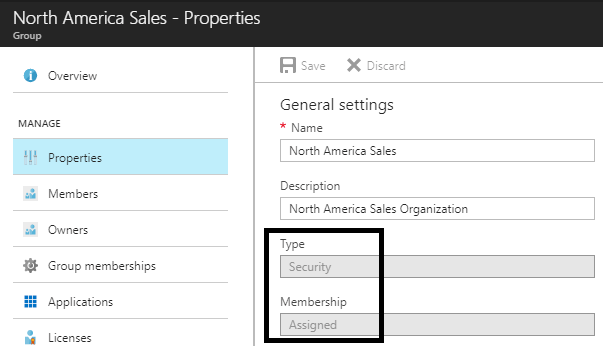 North America Sales - Properties
Group
Overview
MANAGE
Properties
Members
Owners
Group memberships
Applications
Licenses
Save Discard
General settings
* Name
North America Sales
Description
North America Sales Organization
Type
Security
Membership
Assigned